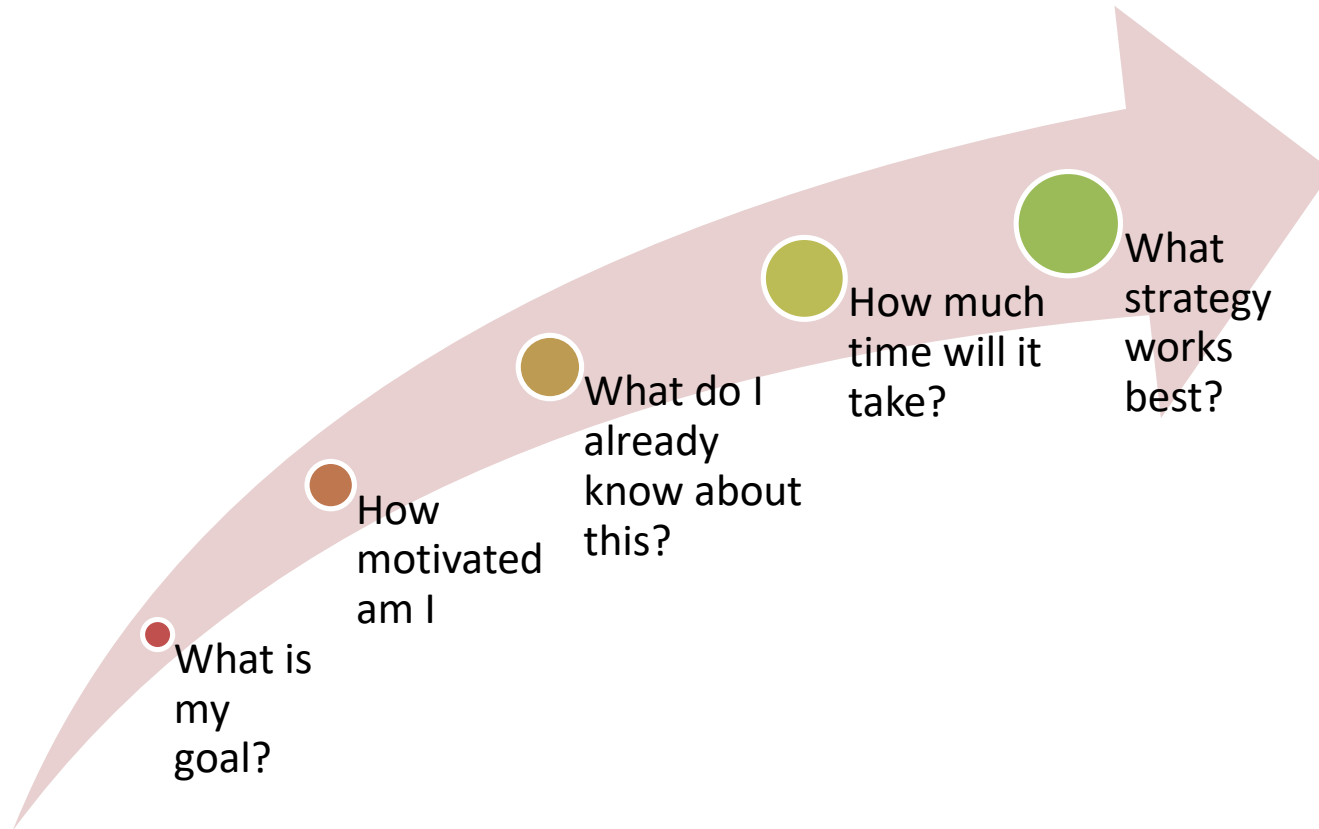 What is
my
goal?
How
motivated
am I
What do I
already
know about
this?
How much
time will it
take?
What
strategy
works
best?